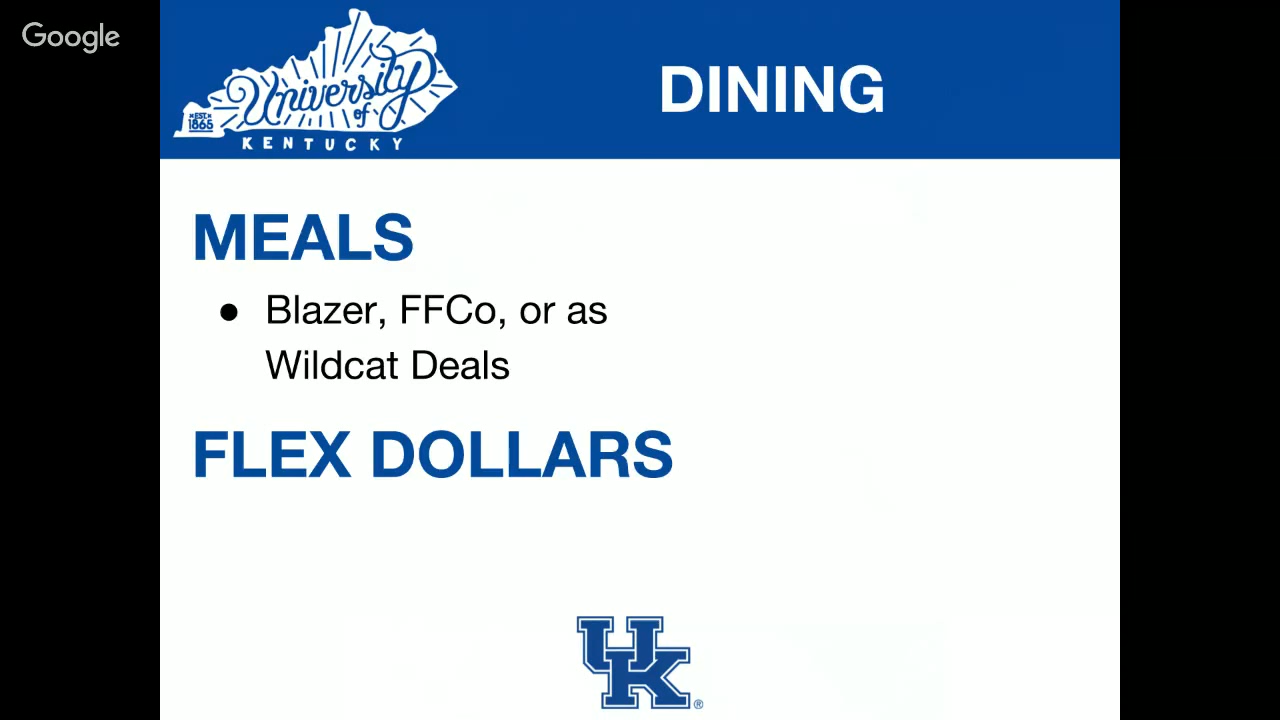 Google
University
of
KENTUCKY
EST.
1865
DINING
MEALS
● Blazer, FFCo, or as
Wildcat Deals
FLEX DOLLARS
UK®